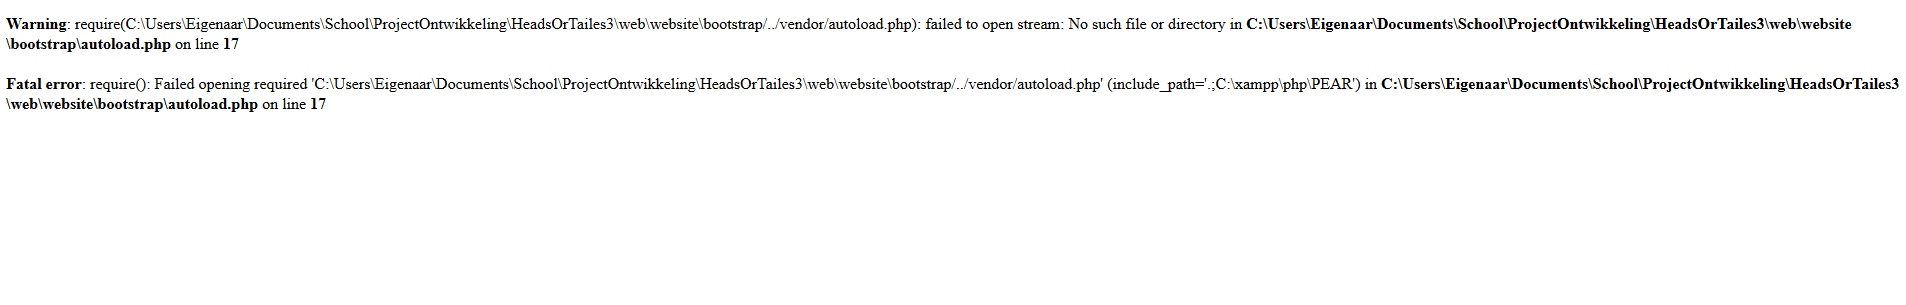 Warning: require(C:\Users\Eigenaar\Documents\School\ProjectOntwikkeling\HeadsOrTailes3\web\website\bootstrap/../vendor/autoload.php): failed to open stream: No such file or directory in C:\Users\Eigenaar\Documents\School\ProjectOntwikkeling\HeadsOrTailes3\web\website
\bootstrap\autoload.php on line 17
Fatal error: require(): Failed opening required 'C:\Users\Eigenaar\Documents\School\ProjectOntwikkeling\HeadsOrTailes3\web\website\bootstrap/../vendor/autoload.php' (include_path='.;C:\xampp\php\PEAR') in C:\Users\Eigenaar\Documents\School\ProjectOntwikkeling\HeadsOrTailes3
\web\website\bootstrap\autoload.php on line 17